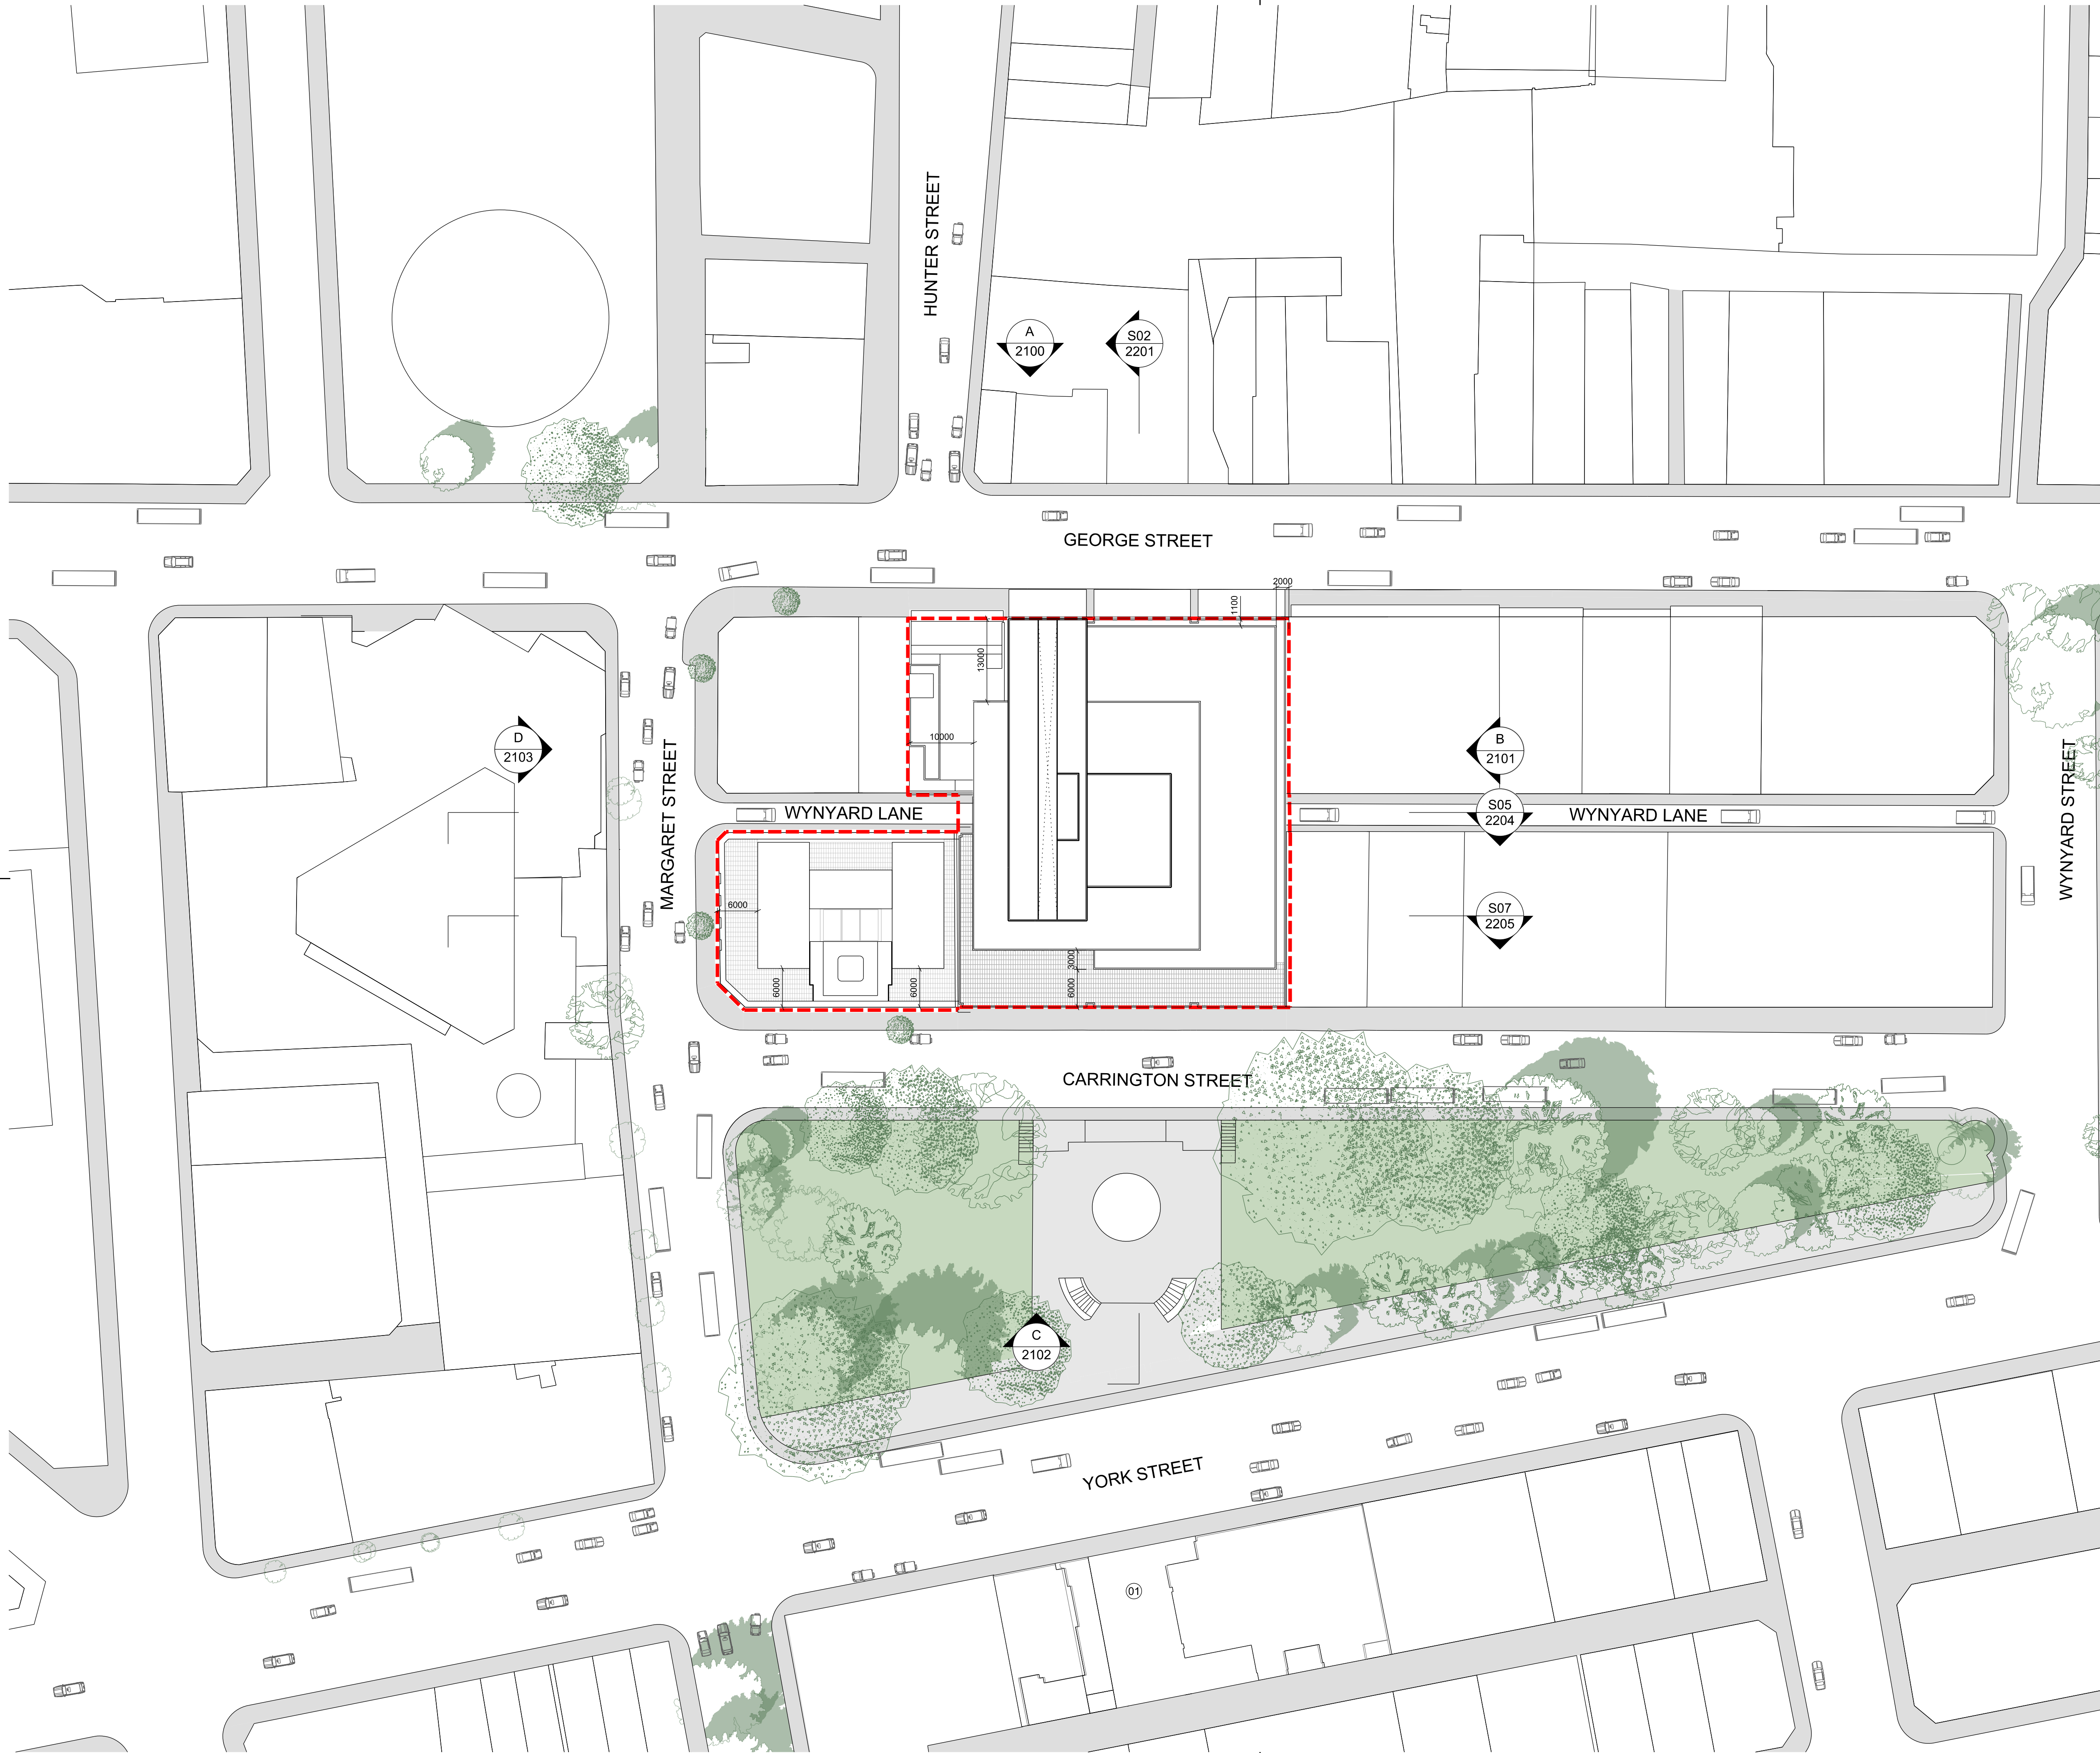 HUNTER STREET
A
2100
S02
2201
GEORGE STREET
2000
1100
13000
D
2103
10000
B
2101
MARGARET STREET
WYNYARD LANE
S05
2204
WYNYARD LANE
WYNYARD STREET
6000
S07
2205
6000
6000
3000
6000
CARRINGTON STREET
C
2102
YORK STREET
01